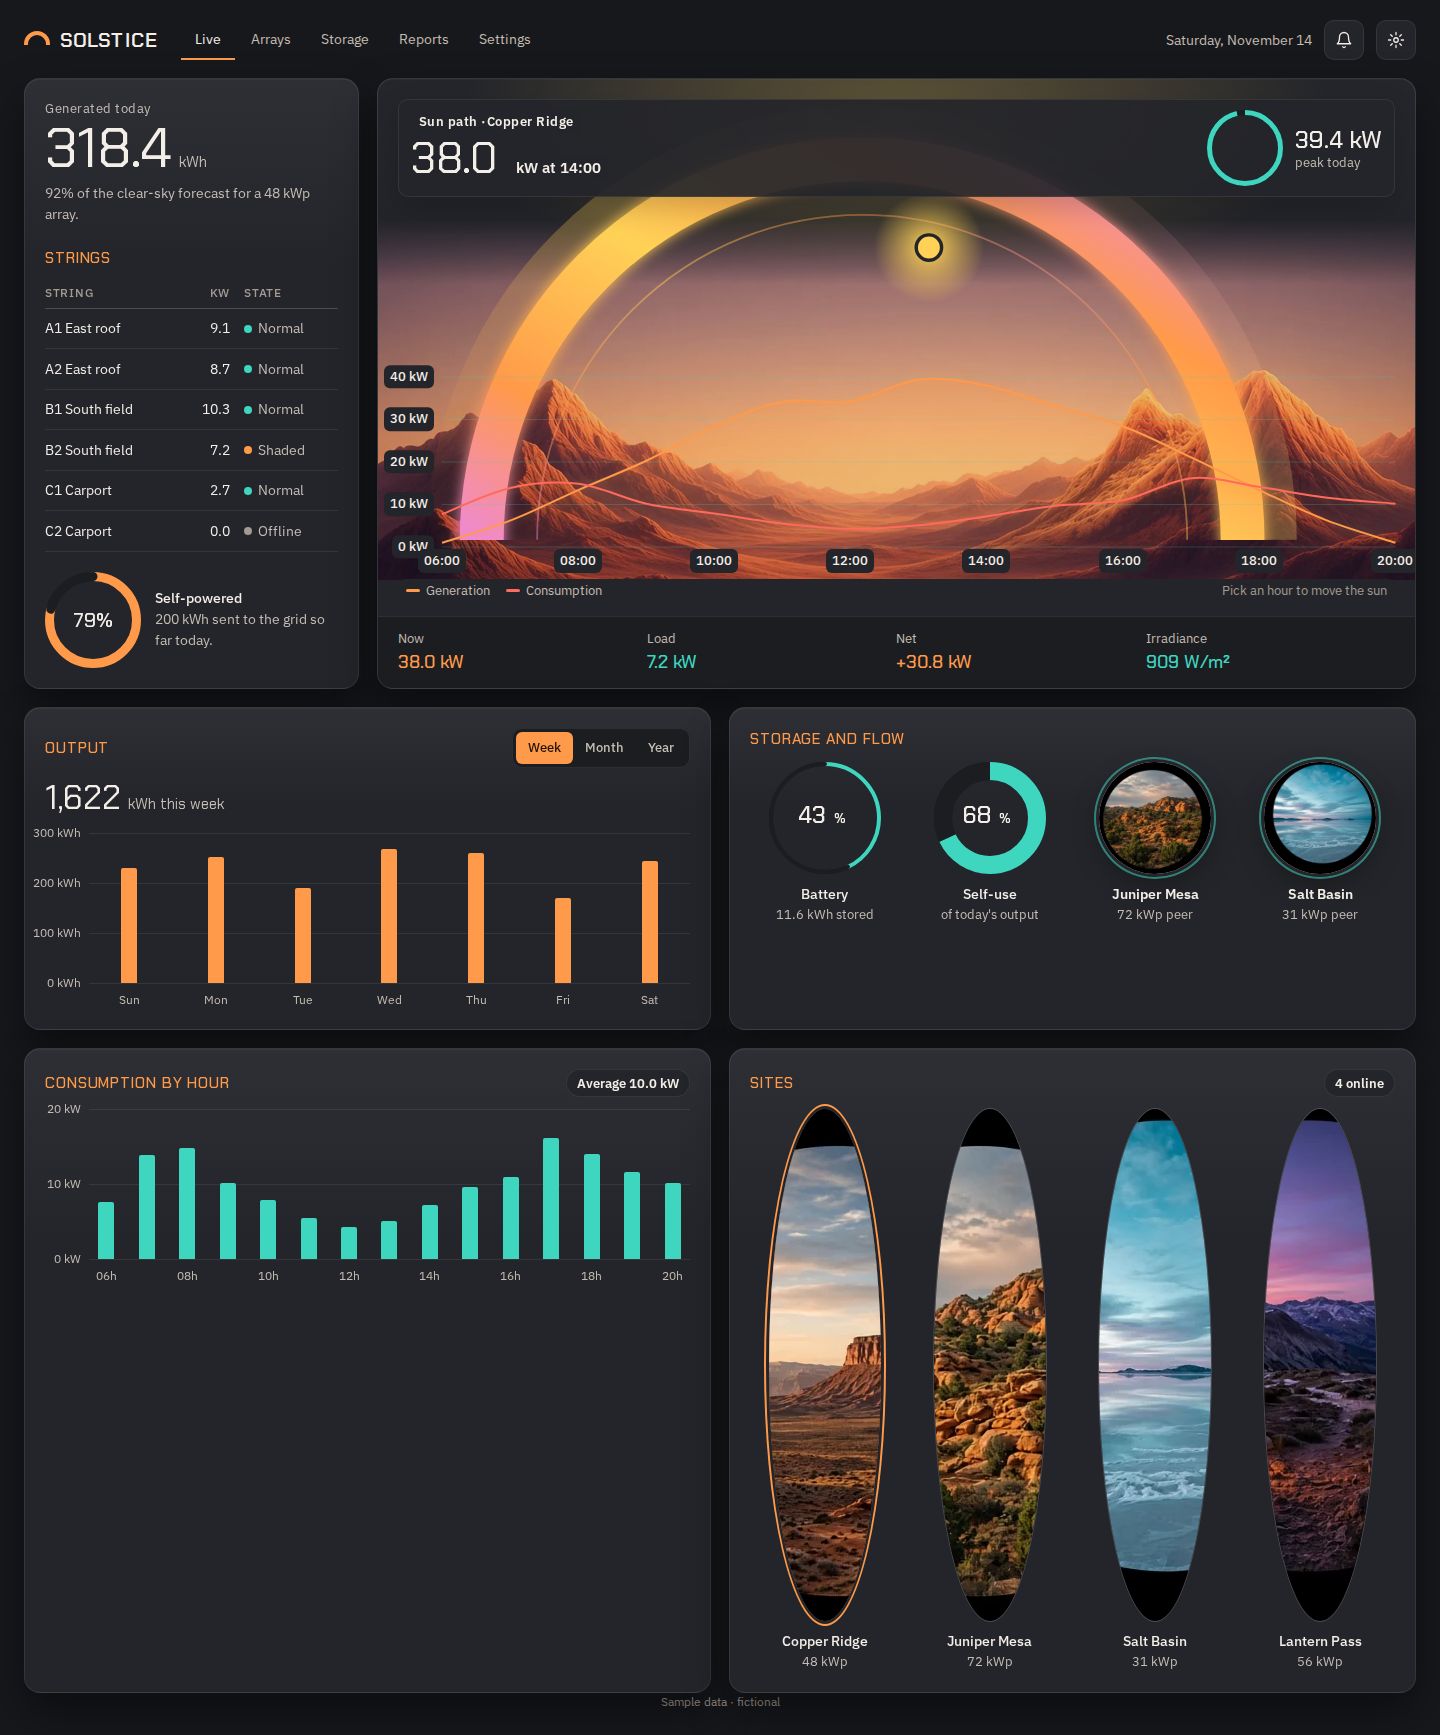 SOLSTICE
Live
Arrays
Storage
Reports
Settings
Saturday, November 14
Generated today
318.4 kWh
92% of the clear-sky forecast for a 48 kWp
array.
STRINGS
STRING KW STATE
A1 East roof 9.1 Normal
A2 East roof 8.7 Normal
B1 South field 10.3 Normal
B2 South field 7.2 Shaded
C1 Carport 2.7 Normal
C2 Carport 0.0 Offline
79%
Self-powered
200 kWh sent to the grid so
far today.
Sun path · Copper Ridge
38.0 kW at 14:00
39.4 kW
peak today
40 kW
30 kW
20 kW
10 kW
0 kW
06:00 08:00 10:00 12:00 14:00 16:00 18:00 20:00
Generation Consumption
Pick an hour to move the sun
Now Load Net Irradiance
38.0 kW 7.2 kW +30.8 kW 909 W/m²
OUTPUT
Week Month Year
1,622 kWh this week
300 kWh
200 kWh
100 kWh
0 kWh
Sun Mon Tue Wed Thu Fri Sat
STORAGE AND FLOW
43 %
68 %
Battery Self-use Juniper Mesa Salt Basin
11.6 kWh stored of today's output 72 kWp peer 31 kWp peer
CONSUMPTION BY HOUR
Average 10.0 kW
20 kW
10 kW
0 kW
06h 08h 10h 12h 14h 16h 18h 20h
SITES
4 online
Copper Ridge Juniper Mesa Salt Basin Lantern Pass
48 kWp 72 kWp 31 kWp 56 kWp
Sample data · fictional